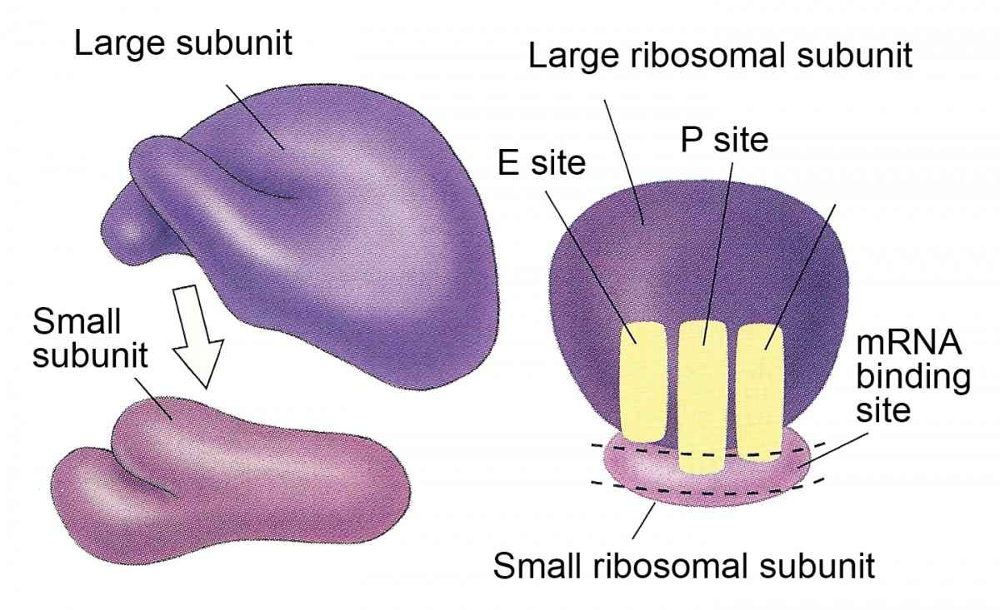 Large subunit
Small
subunit
Large ribosomal subunit
P site
E site
mRNA
binding
site
Small ribosomal subunit